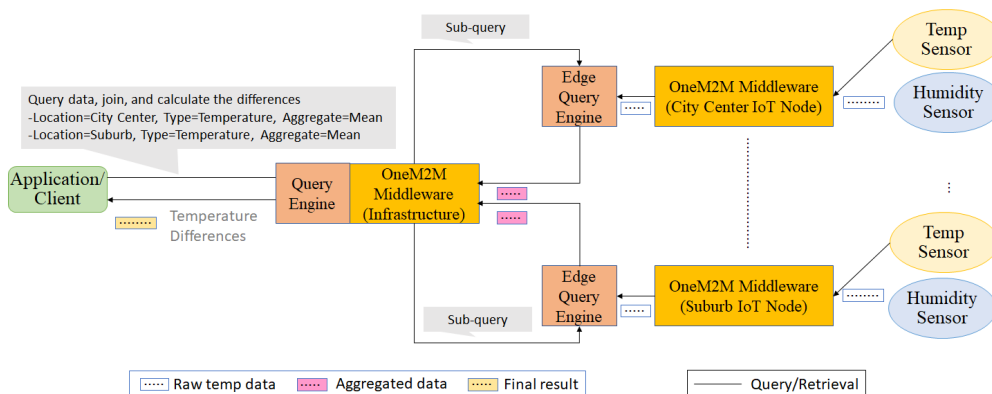 Sub-query
Temp
Sensor
Edge
Query
Engine
OneM2M Middleware
(City Center IoT Node)
Humidity
Sensor
Query data, join, and calculate the differences
-Location=City Center, Type=Temperature, Aggregate=Mean
-Location=Suburb, Type=Temperature, Aggregate=Mean
Application/
Client
Query
Engine
OneM2M
Middleware
(Infrastructure)
Temperature
Differences
Temp
Sensor
Edge
Query
Engine
OneM2M Middleware
(Suburb IoT Node)
Humidity
Sensor
Sub-query
Raw temp data
Aggregated data
Final result
Query/Retrieval